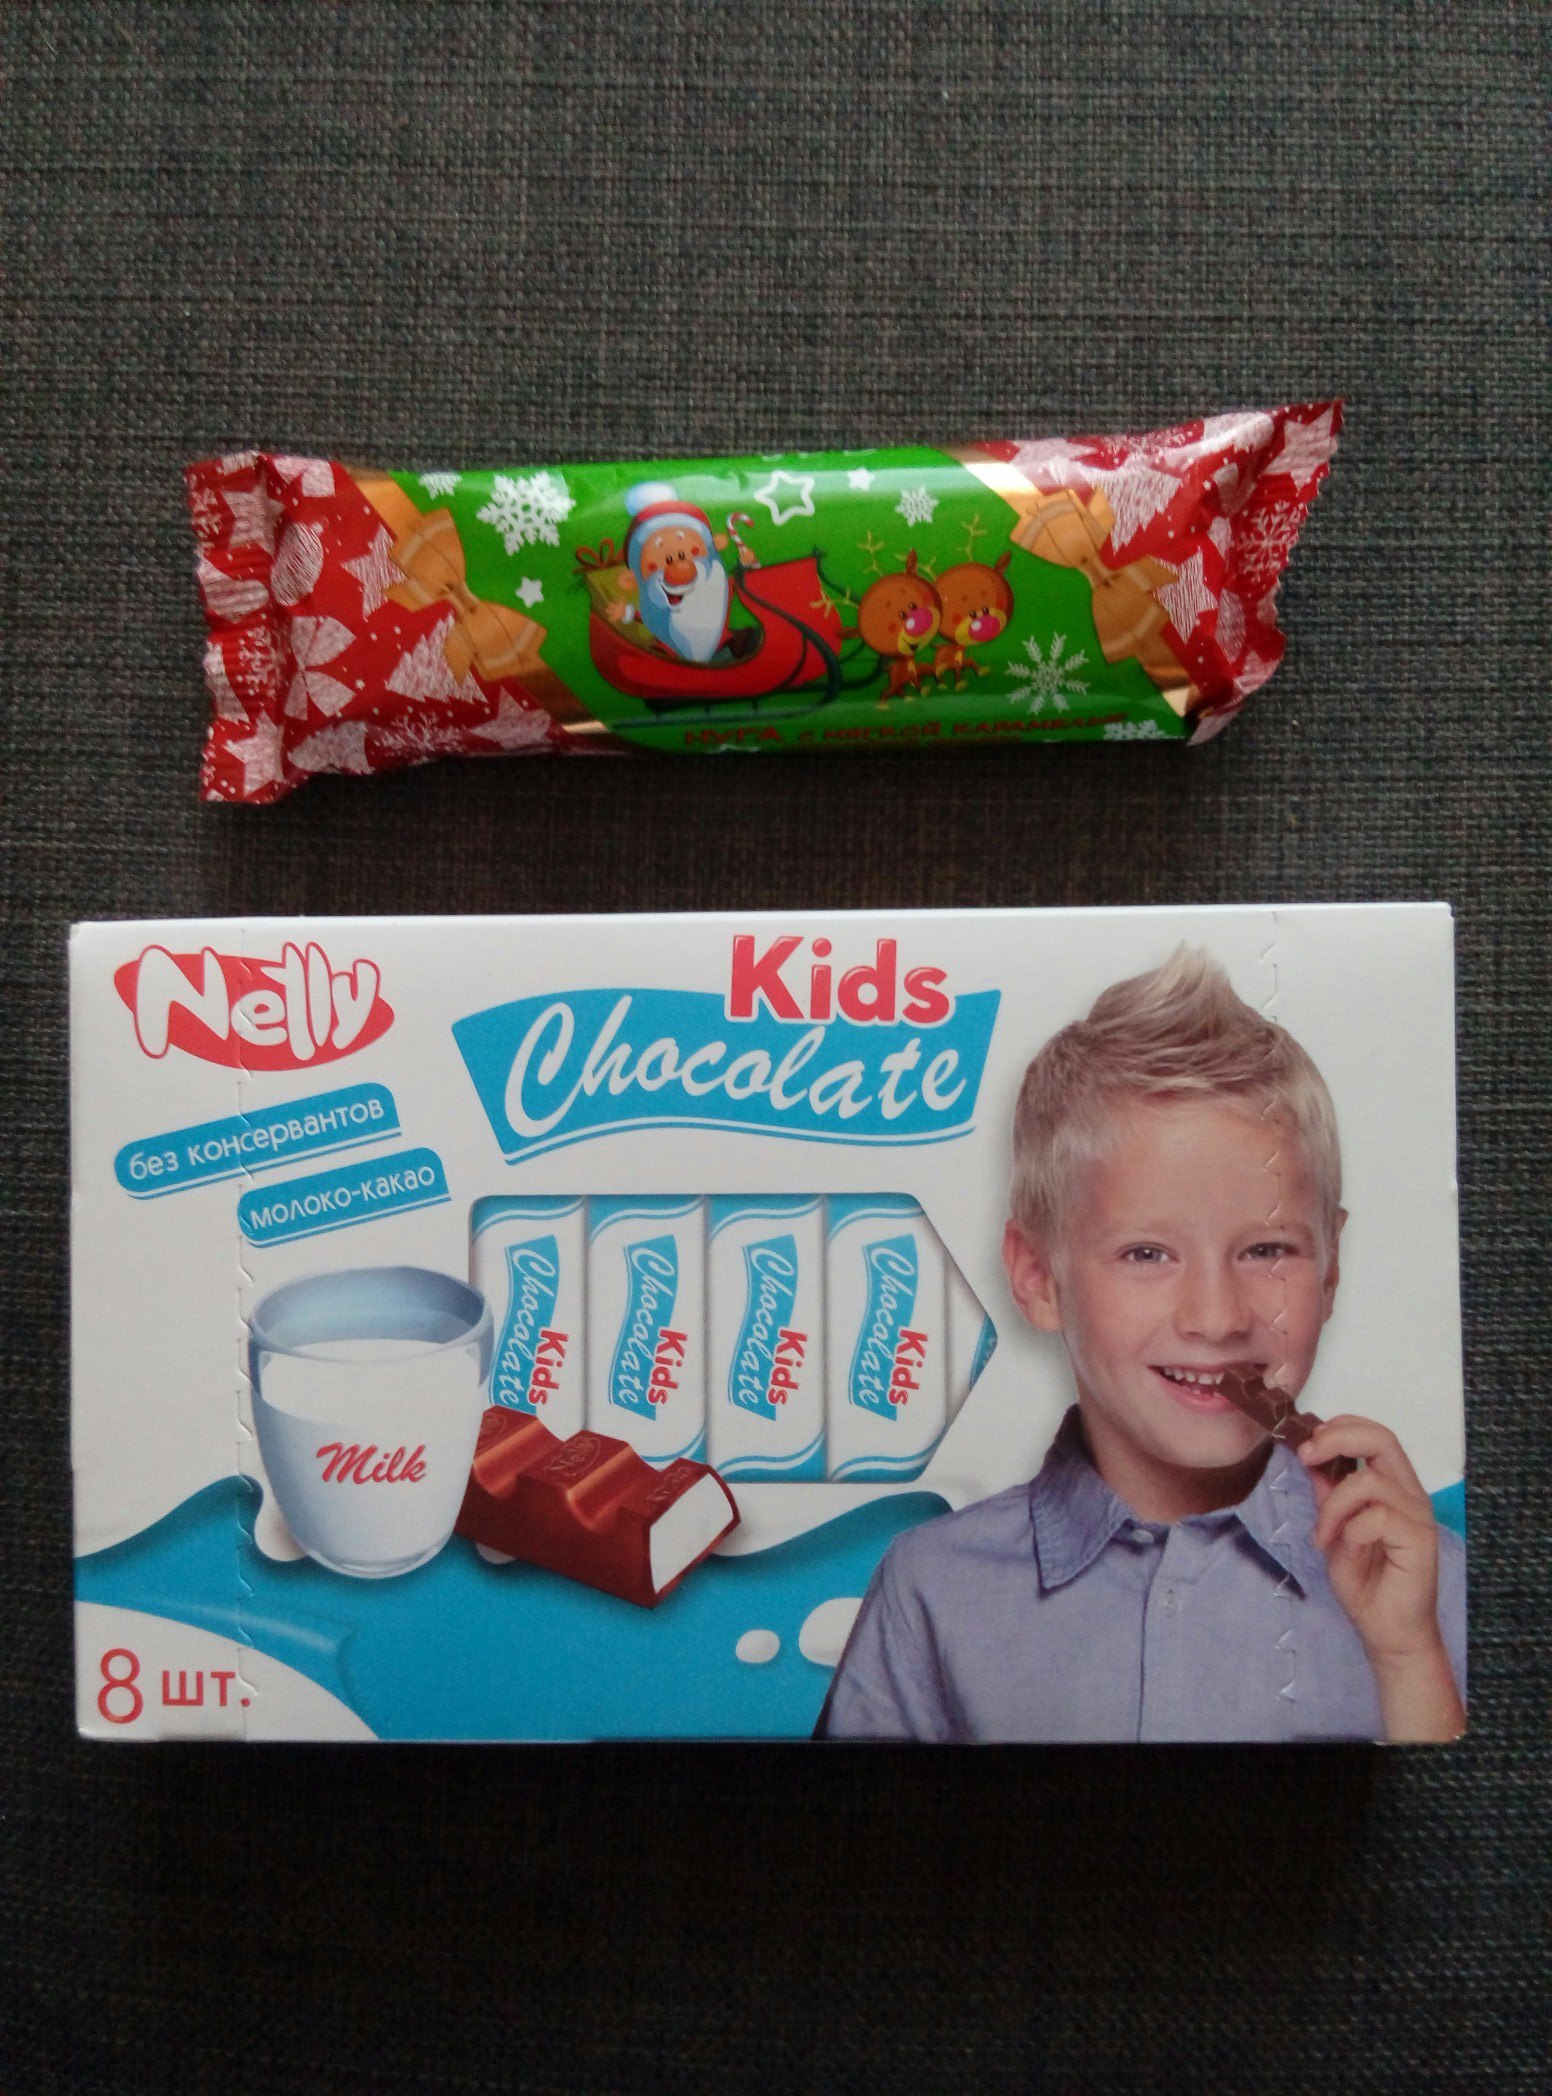 НУГА с мягкой карамелью
Nelly
Kids
Chocolate
без консервантов
молоко-какао
Kids
Chocolate
Kids
Chocolate
Kids
Chocolate
Kids
Chocolate
Milk
Nelly
8 шт.